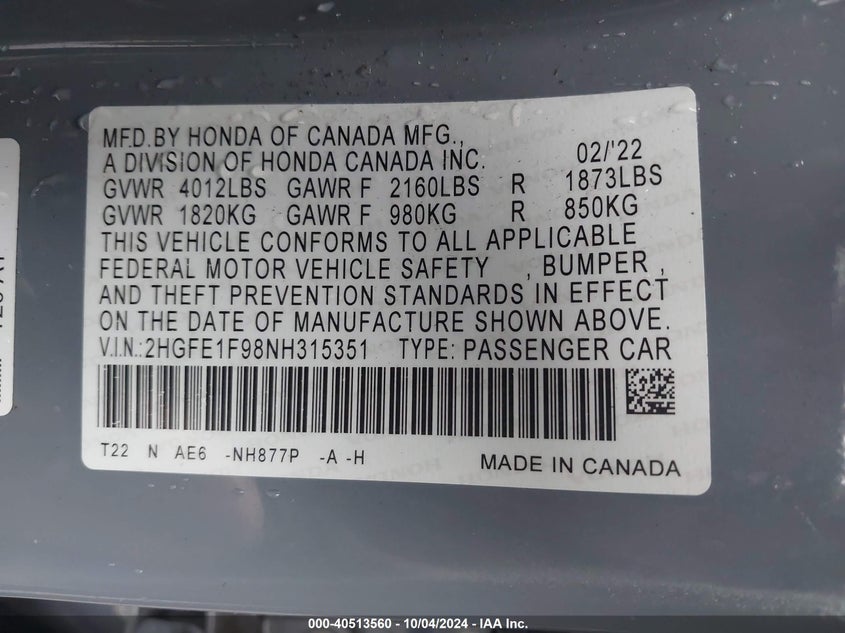 MFD.BY HONDA OF CANADA MFG.,
A DIVISION OF HONDA CANADA INC. 02/'22
GVWR 4012LBS GAWR F 2160LBS R 1873LBS
GVWR 1820KG GAWR F 980KG R 850KG
THIS VEHICLE CONFORMS TO ALL APPLICABLE
FEDERAL MOTOR VEHICLE SAFETY , BUMPER ,
AND THEFT PREVENTION STANDARDS IN EFFECT
ON THE DATE OF MANUFACTURE SHOWN ABOVE.
V.I.N.:2HGFE1F98NH315351 TYPE: PASSENGER CAR
T22 N AE6 -NH877P -A -H
MADE IN CANADA
000-40513560 - 10/04/2024 - IAA Inc.